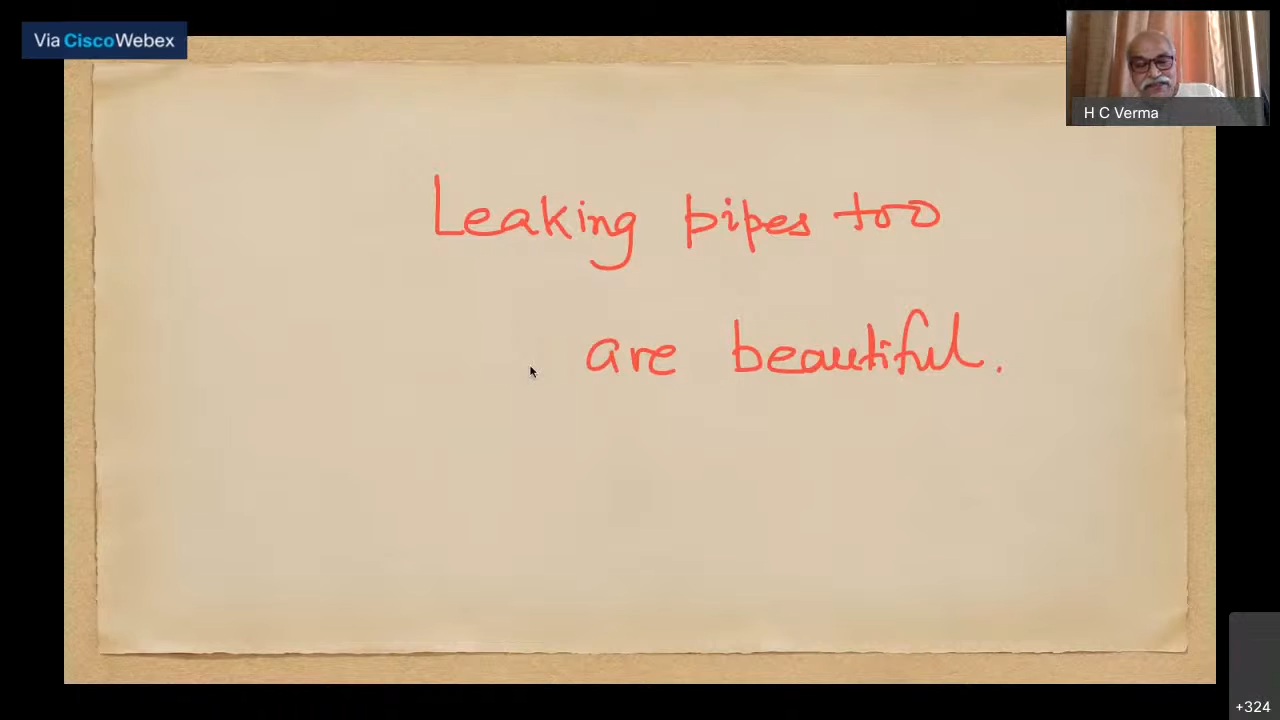 Via CiscoWebex
H C Verma
Leaking pipes too
are beautiful.
+324